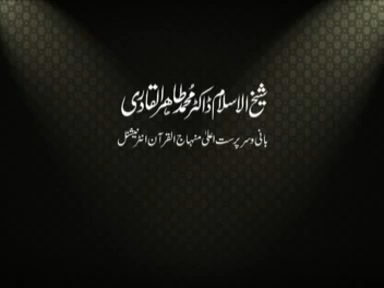 شیخ الاسلام ڈاکٹر محمد طاہر القادری
بانی و سرپرست اعلیٰ منہاج القرآن انٹرنیشنل